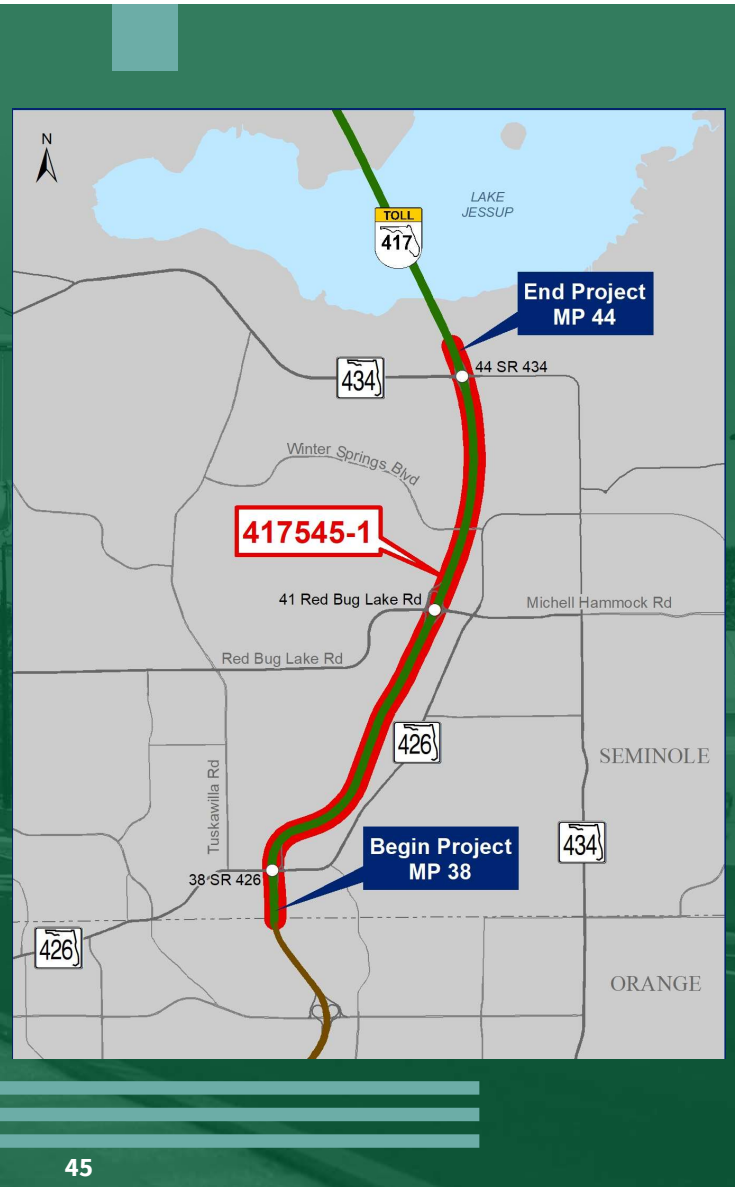 N
LAKE
JESSUP
TOLL
417
End Project
MP 44
44 SR 434
434
Winter Springs Blvd
417545-1
41 Red Bug Lake Rd
Michell Hammock Rd
Red Bug Lake Rd
426
SEMINOLE
Tuskawilla Rd
Begin Project
MP 38
434
38 SR 426
426
ORANGE
45